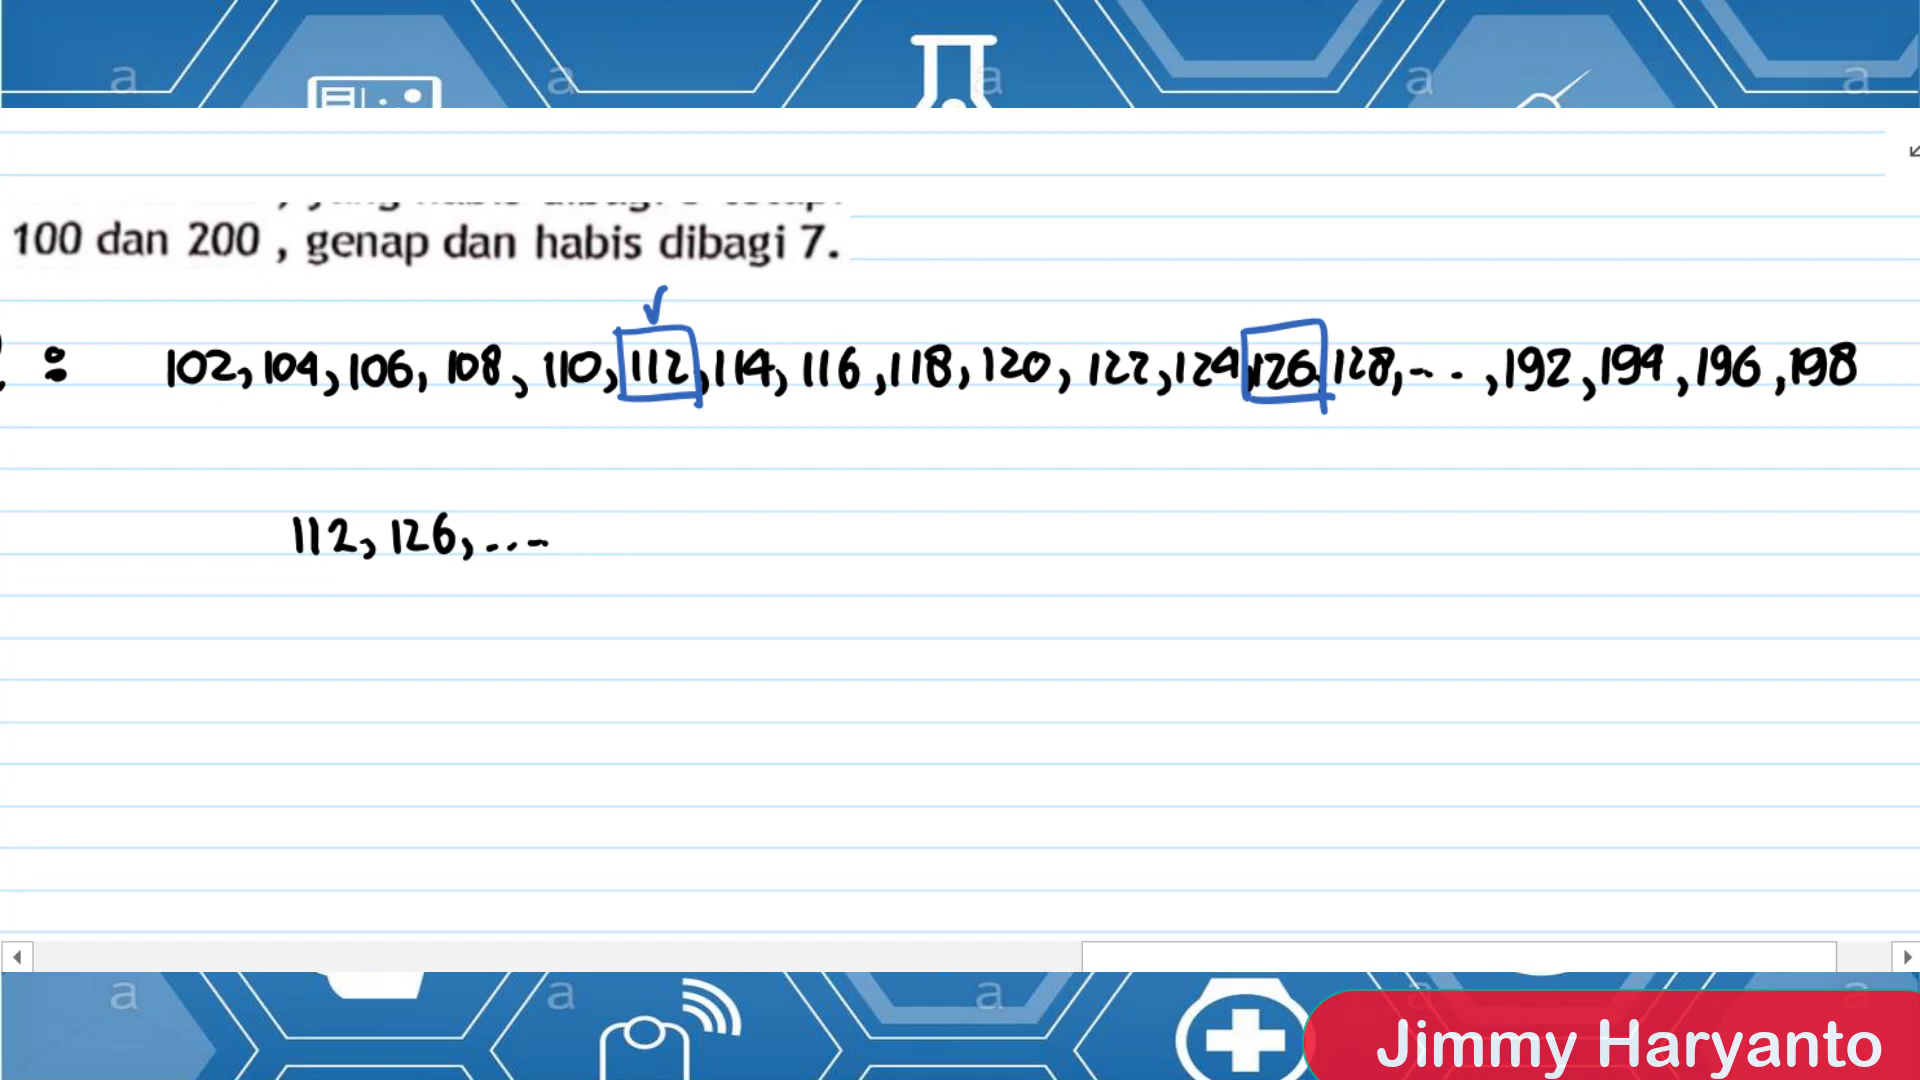 100 dan 200 , genap dan habis dibagi 7.
: 102, 104, 106, 108, 110, 112, 114, 116, 118, 120, 122, 124, 126, 128, ... , 192, 194, 196, 198
112, 126, ...
a a a a a
a a a a a
Jimmy Haryanto